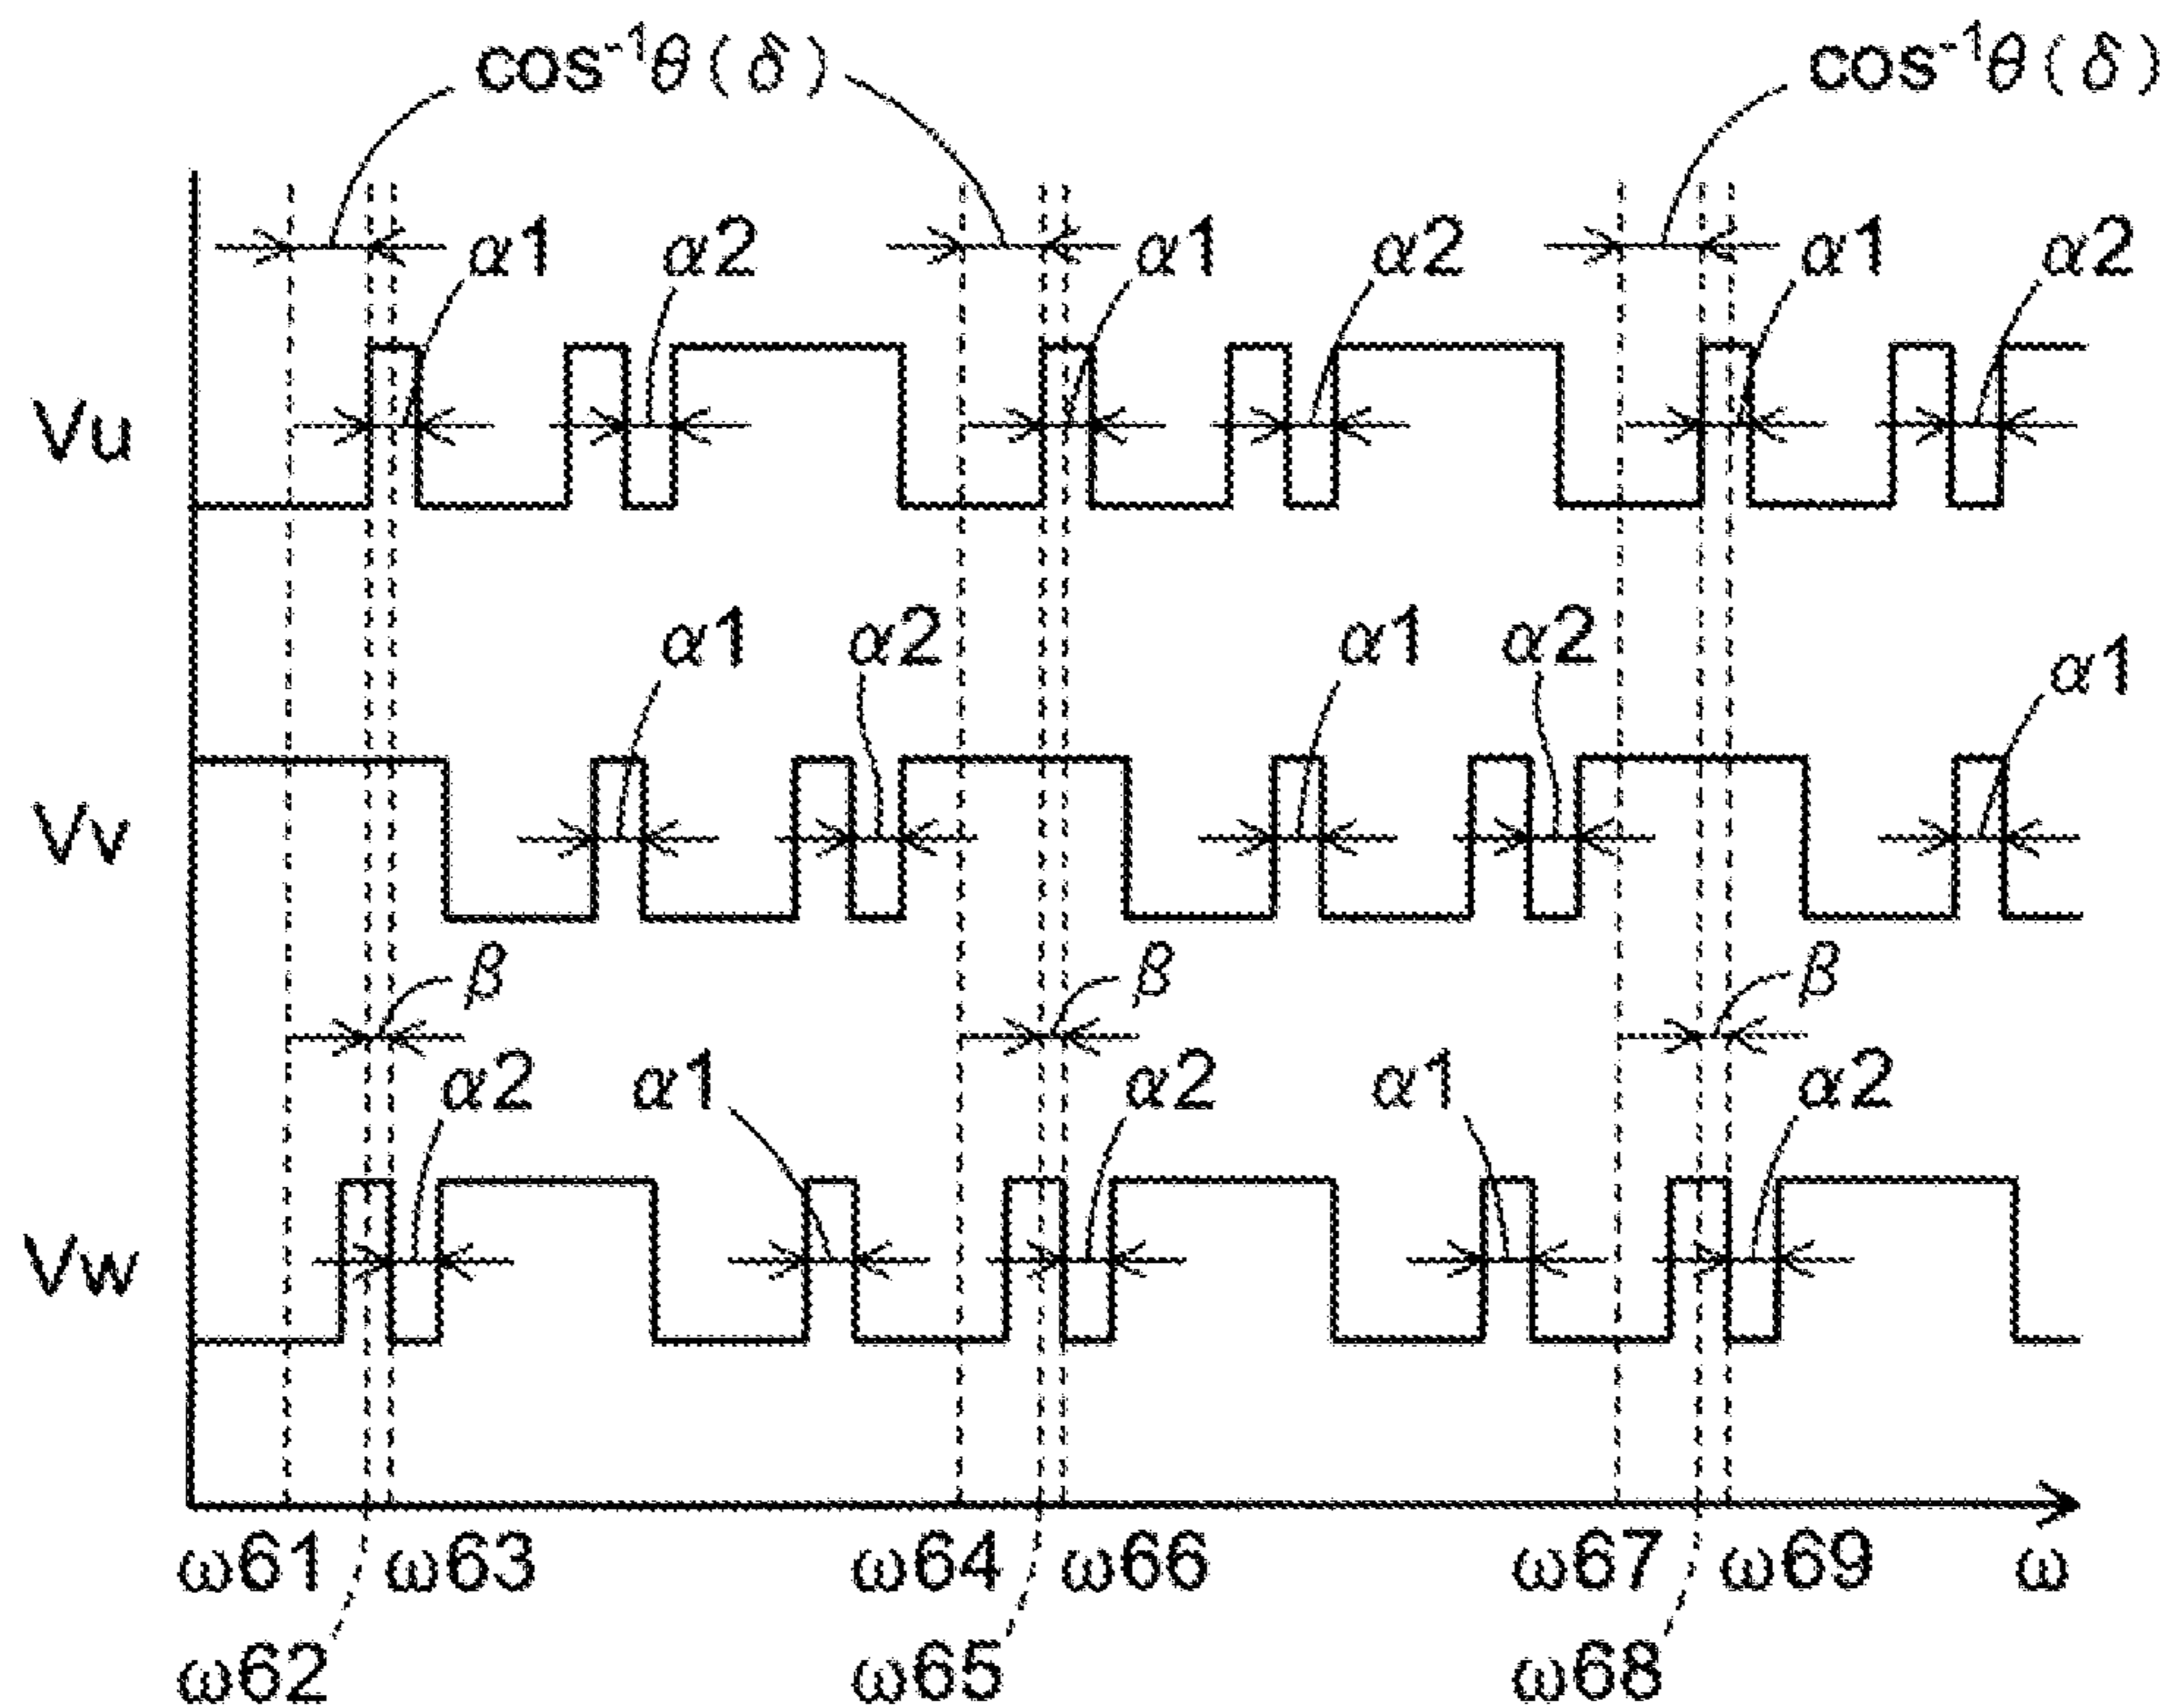 cos⁻¹θ(δ) cos⁻¹θ(δ)
α1 α2 α1 α2 α1 α2
Vu
α1 α2 α1 α2 α1
Vv
β β β
α2 α1 α2 α1 α2
Vw
ω61 ω63 ω64 ω66 ω67 ω69 ω
ω62 ω65 ω68